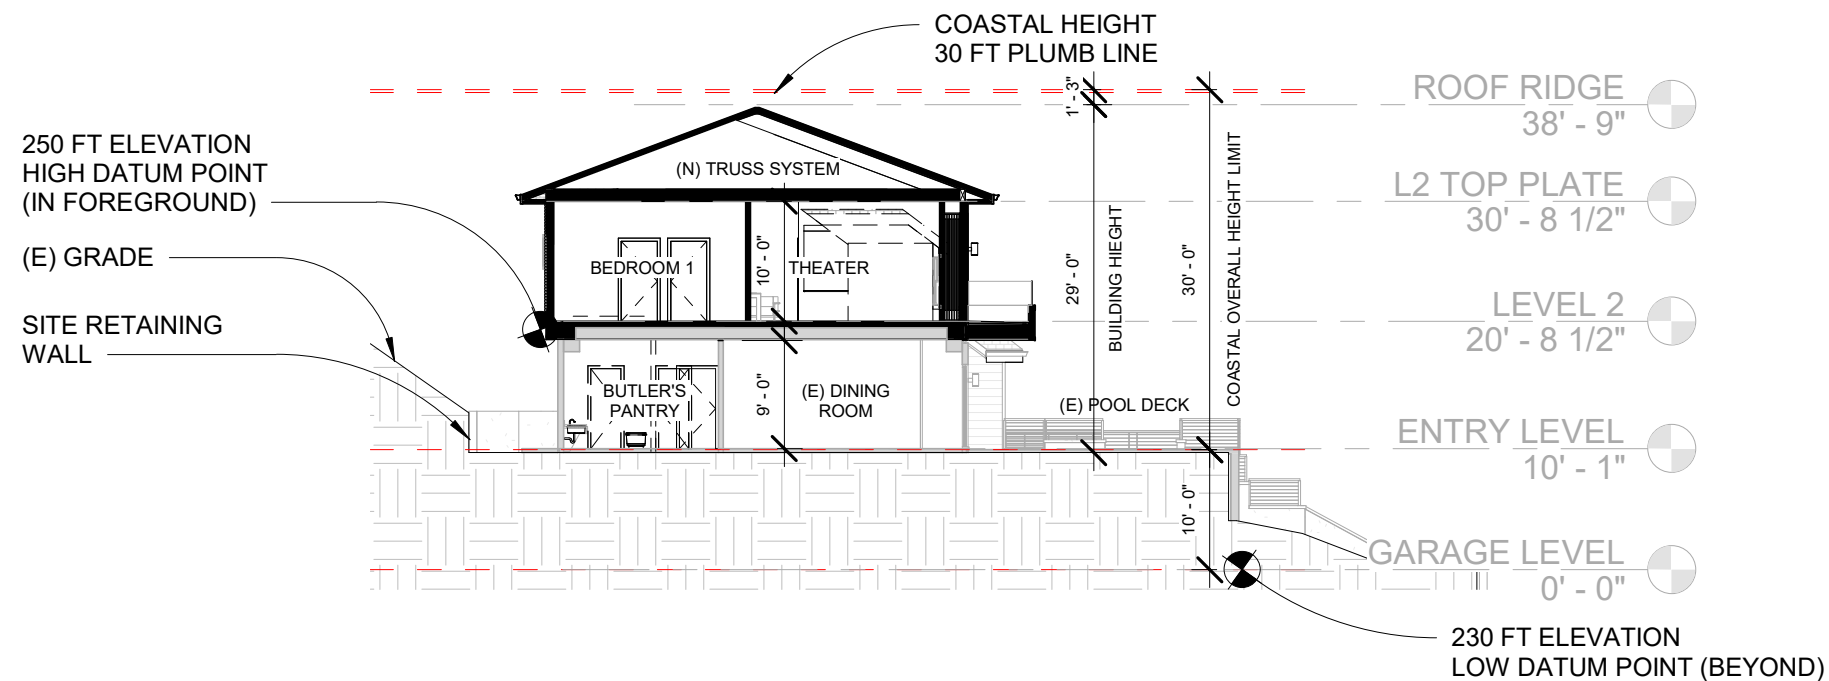 COASTAL HEIGHT
30 FT PLUMB LINE
250 FT ELEVATION
HIGH DATUM POINT
(IN FOREGROUND)
(E) GRADE
SITE RETAINING
WALL
(N) TRUSS SYSTEM
BEDROOM 1
THEATER
10' - 0"
BUTLER'S
PANTRY
(E) DINING
ROOM
9' - 0"
(E) POOL DECK
1' - 3"
29' - 0"
BUILDING HIEGHT
30' - 0"
COASTAL OVERALL HEIGHT LIMIT
10' - 0"
ROOF RIDGE
38' - 9"
L2 TOP PLATE
30' - 8 1/2"
LEVEL 2
20' - 8 1/2"
ENTRY LEVEL
10' - 1"
GARAGE LEVEL
0' - 0"
230 FT ELEVATION
LOW DATUM POINT (BEYOND)